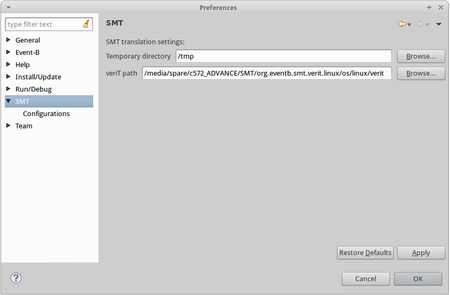 Preferences
type filter text
SMT
General
Event-B
Help
Install/Update
Run/Debug
SMT
Configurations
Team
SMT translation settings:
Temporary directory /tmp Browse...
veriT path /media/spare/c572_ADVANCE/SMT/org.eventb.smt.verit.linux/os/linux/verit Browse...
Restore Defaults Apply
Cancel OK